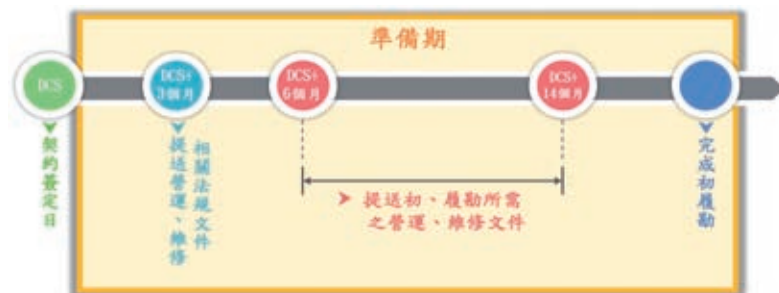 準備期
DCS
DCS+
3個月
DCS+
6個月
DCS+
14個月
契約簽定日
提送營運、維修
相關法規文件
提送初、履勘所需
之營運、維修文件
完成初履勘